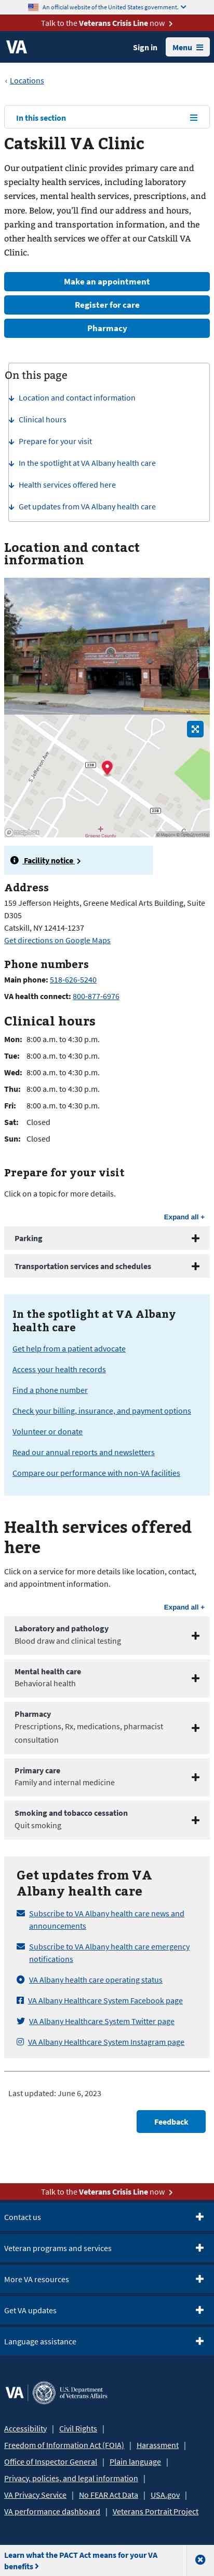 An official website of the United States government.
Talk to the Veterans Crisis Line now
VA
Sign in
Menu
Locations
In this section
Catskill VA Clinic
Our outpatient clinic provides primary care and
specialty health services, including laboratory
services, mental health services, prescriptions, and
more. Below, you’ll find our address and hours,
parking and transportation information, and the
other health services we offer at our Catskill VA
Clinic.
Make an appointment
Register for care
Pharmacy
On this page
Location and contact information
Clinical hours
Prepare for your visit
In the spotlight at VA Albany health care
Health services offered here
Get updates from VA Albany health care
Location and contact
information
S Jefferson Ave
23B
23B
mapbox
Greene County
© Mapbox © OpenStreetMap
Facility notice
Address
159 Jefferson Heights, Greene Medical Arts Building, Suite
D305
Catskill, NY 12414-1237
Get directions on Google Maps
Phone numbers
Main phone: 518-626-5240
VA health connect: 800-877-6976
Clinical hours
Mon: 8:00 a.m. to 4:30 p.m.
Tue: 8:00 a.m. to 4:30 p.m.
Wed: 8:00 a.m. to 4:30 p.m.
Thu: 8:00 a.m. to 4:30 p.m.
Fri: 8:00 a.m. to 4:30 p.m.
Sat: Closed
Sun: Closed
Prepare for your visit
Click on a topic for more details.
Expand all +
Parking
Transportation services and schedules
In the spotlight at VA Albany
health care
Get help from a patient advocate
Access your health records
Find a phone number
Check your billing, insurance, and payment options
Volunteer or donate
Read our annual reports and newsletters
Compare our performance with non-VA facilities
Health services offered
here
Click on a service for more details like location, contact,
and appointment information.
Expand all +
Laboratory and pathology
Blood draw and clinical testing
Mental health care
Behavioral health
Pharmacy
Prescriptions, Rx, medications, pharmacist
consultation
Primary care
Family and internal medicine
Smoking and tobacco cessation
Quit smoking
Get updates from VA
Albany health care
Subscribe to VA Albany health care news and
announcements
Subscribe to VA Albany health care emergency
notifications
VA Albany health care operating status
VA Albany Healthcare System Facebook page
VA Albany Healthcare System Twitter page
VA Albany Healthcare System Instagram page
Last updated: June 6, 2023
Feedback
Talk to the Veterans Crisis Line now
Contact us
Veteran programs and services
More VA resources
Get VA updates
Language assistance
VA
U.S. Department
of Veterans Affairs
Accessibility | Civil Rights |
Freedom of Information Act (FOIA) | Harassment |
Office of Inspector General | Plain language |
Privacy, policies, and legal information |
VA Privacy Service | No FEAR Act Data | USA.gov |
VA performance dashboard | Veterans Portrait Project
Learn what the PACT Act means for your VA
benefits